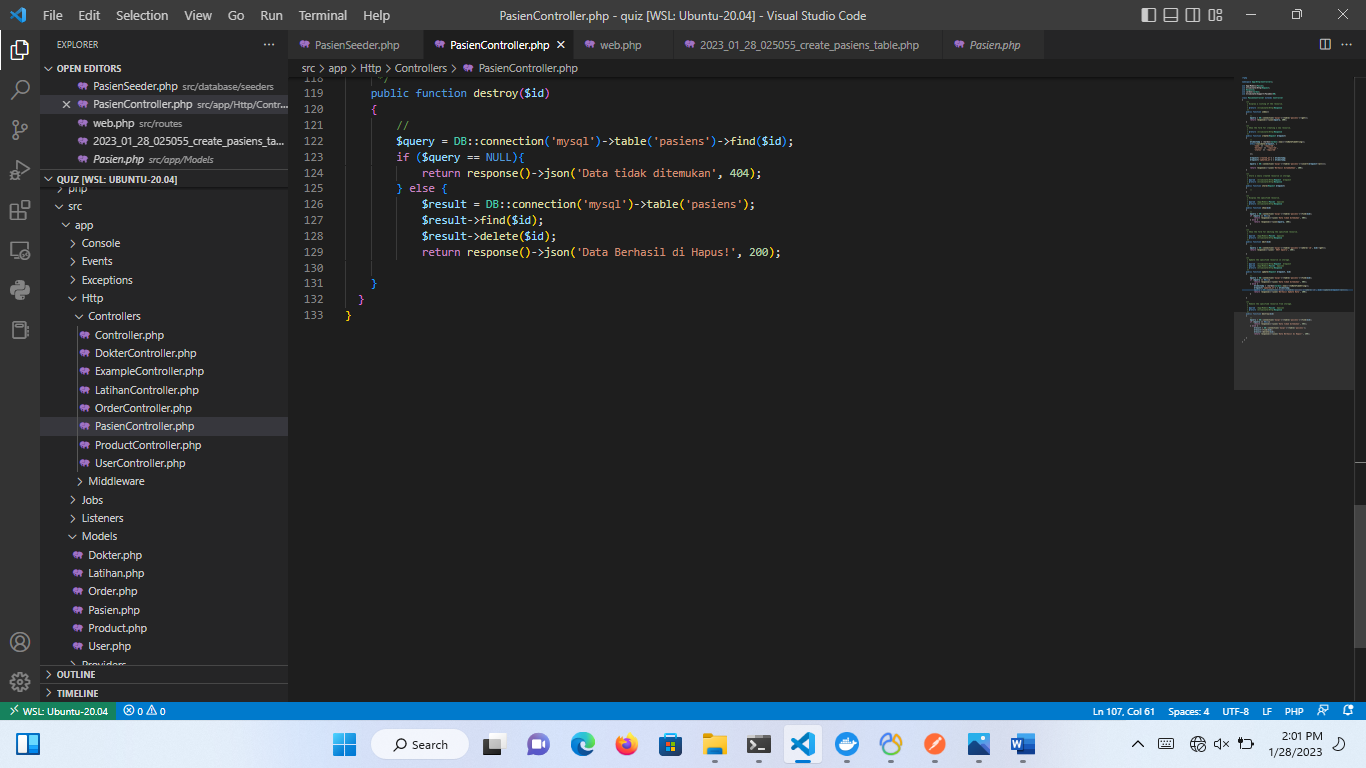 File Edit Selection View Go Run Terminal Help
PasienController.php - quiz [WSL: Ubuntu-20.04] - Visual Studio Code
EXPLORER
OPEN EDITORS
PasienSeeder.php src/database/seeders
PasienController.php src/app/Http/Contr...
web.php src/routes
2023_01_28_025055_create_pasiens_ta...
Pasien.php src/app/Models
QUIZ [WSL: UBUNTU-20.04]
php
src
app
Console
Events
Exceptions
Http
Controllers
Controller.php
DokterController.php
ExampleController.php
LatihanController.php
OrderController.php
PasienController.php
ProductController.php
UserController.php
Middleware
Jobs
Listeners
Models
Dokter.php
Latihan.php
Order.php
Pasien.php
Product.php
User.php
Providers
OUTLINE
TIMELINE
PasienSeeder.php PasienController.php web.php 2023_01_28_025055_create_pasiens_table.php Pasien.php
src > app > Http > Controllers > PasienController.php
118 */
119 public function destroy($id)
120 {
121 //
122 $query = DB::connection('mysql')->table('pasiens')->find($id);
123 if ($query == NULL){
124 return response()->json('Data tidak ditemukan', 404);
125 } else {
126 $result = DB::connection('mysql')->table('pasiens');
127 $result->find($id);
128 $result->delete($id);
129 return response()->json('Data Berhasil di Hapus!', 200);
130
131 }
132 }
133 }
WSL: Ubuntu-20.04 0 0 Ln 107, Col 61 Spaces: 4 UTF-8 LF PHP
Search
2:01 PM
1/28/2023